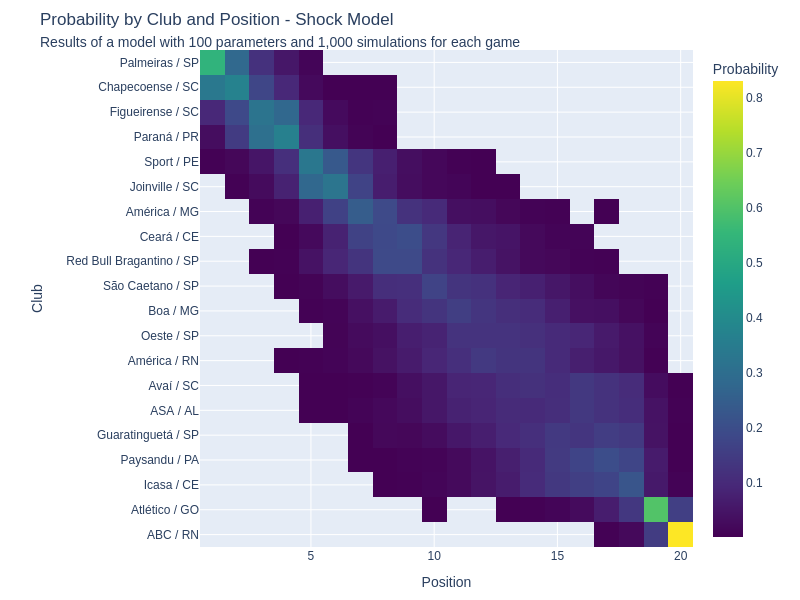 Probability by Club and Position - Shock Model
Results of a model with 100 parameters and 1,000 simulations for each game
Probability
Palmeiras / SP
Chapecoense / SC
Figueirense / SC
Paraná / PR
Sport / PE
Joinville / SC
América / MG
Ceará / CE
Red Bull Bragantino / SP
São Caetano / SP
Boa / MG
Oeste / SP
América / RN
Avaí / SC
ASA / AL
Guaratinguetá / SP
Paysandu / PA
Icasa / CE
Atlético / GO
ABC / RN
Club
5
10
15
20
Position
0.8
0.7
0.6
0.5
0.4
0.3
0.2
0.1